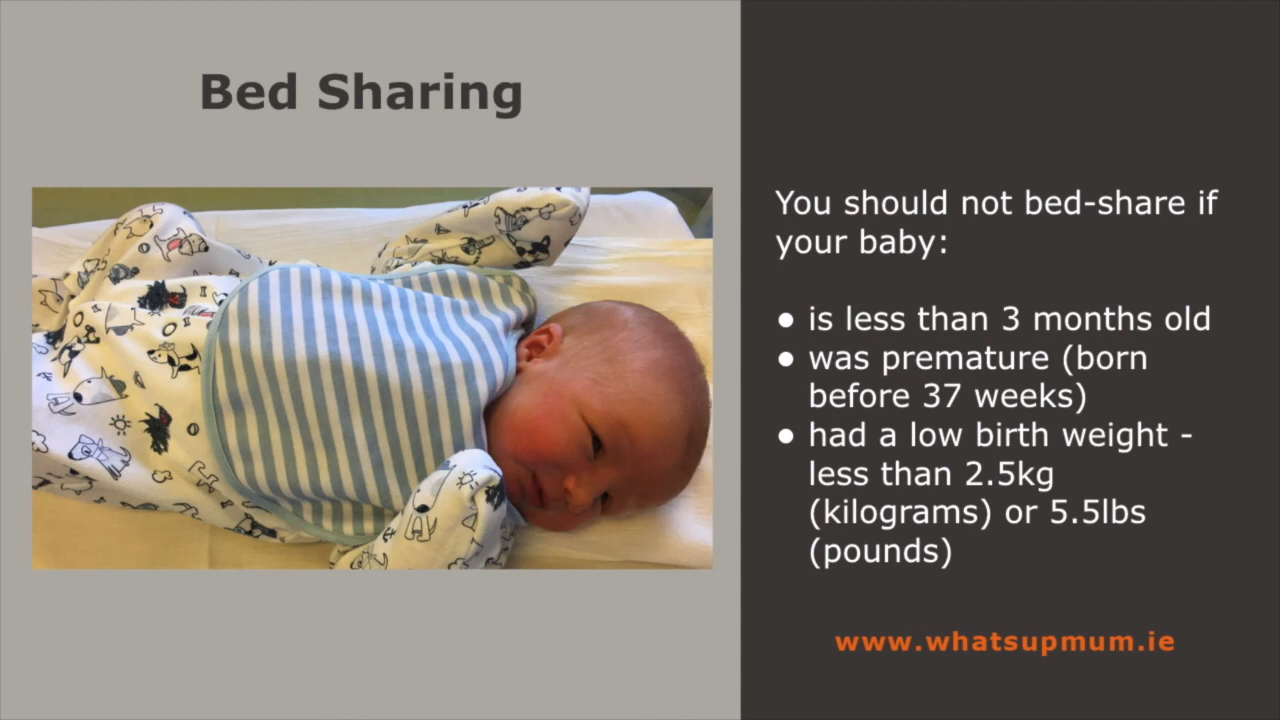 Bed Sharing
You should not bed-share if
your baby:
● is less than 3 months old
● was premature (born
before 37 weeks)
● had a low birth weight -
less than 2.5kg
(kilograms) or 5.5lbs
(pounds)
www.whatsupmum.ie